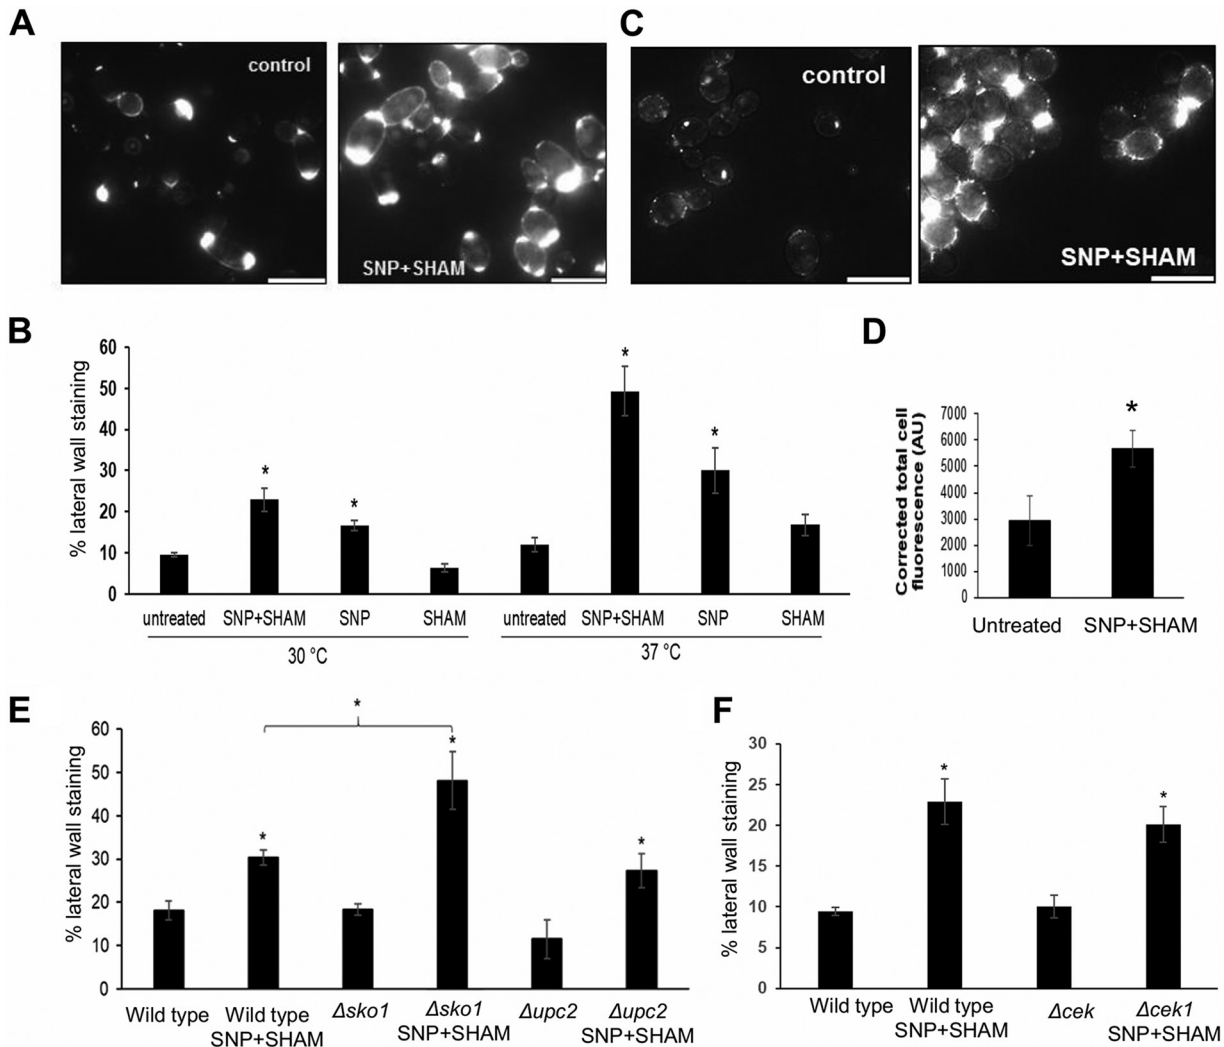 A
control
SNP+SHAM
C
control
SNP+SHAM
B
% lateral wall staining
60
50
40
30
20
10
0
*
*
*
*
untreated SNP+SHAM SNP SHAM untreated SNP+SHAM SNP SHAM
30 °C 37 °C
D
Corrected total cell
fluorescence (AU)
7000
6000
5000
4000
3000
2000
1000
0
*
Untreated SNP+SHAM
E
% lateral wall staining
60
50
40
30
20
10
0
*
*
*
*
Wild type Wild type Δsko1 Δsko1 Δupc2 Δupc2
SNP+SHAM SNP+SHAM SNP+SHAM
F
% lateral wall staining
30
25
20
15
10
5
0
*
*
Wild type Wild type Δcek Δcek1
SNP+SHAM SNP+SHAM